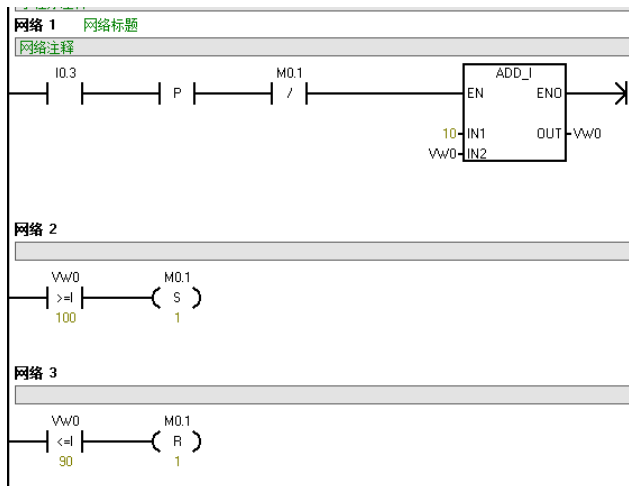 网络 1 网络标题
网络注释
I0.3 M0.1 ADD_I
P / EN ENO
10 IN1 OUT VW0
VW0 IN2
网络 2
VW0 M0.1
>=I S
100 1
网络 3
VW0 M0.1
<=I R
90 1